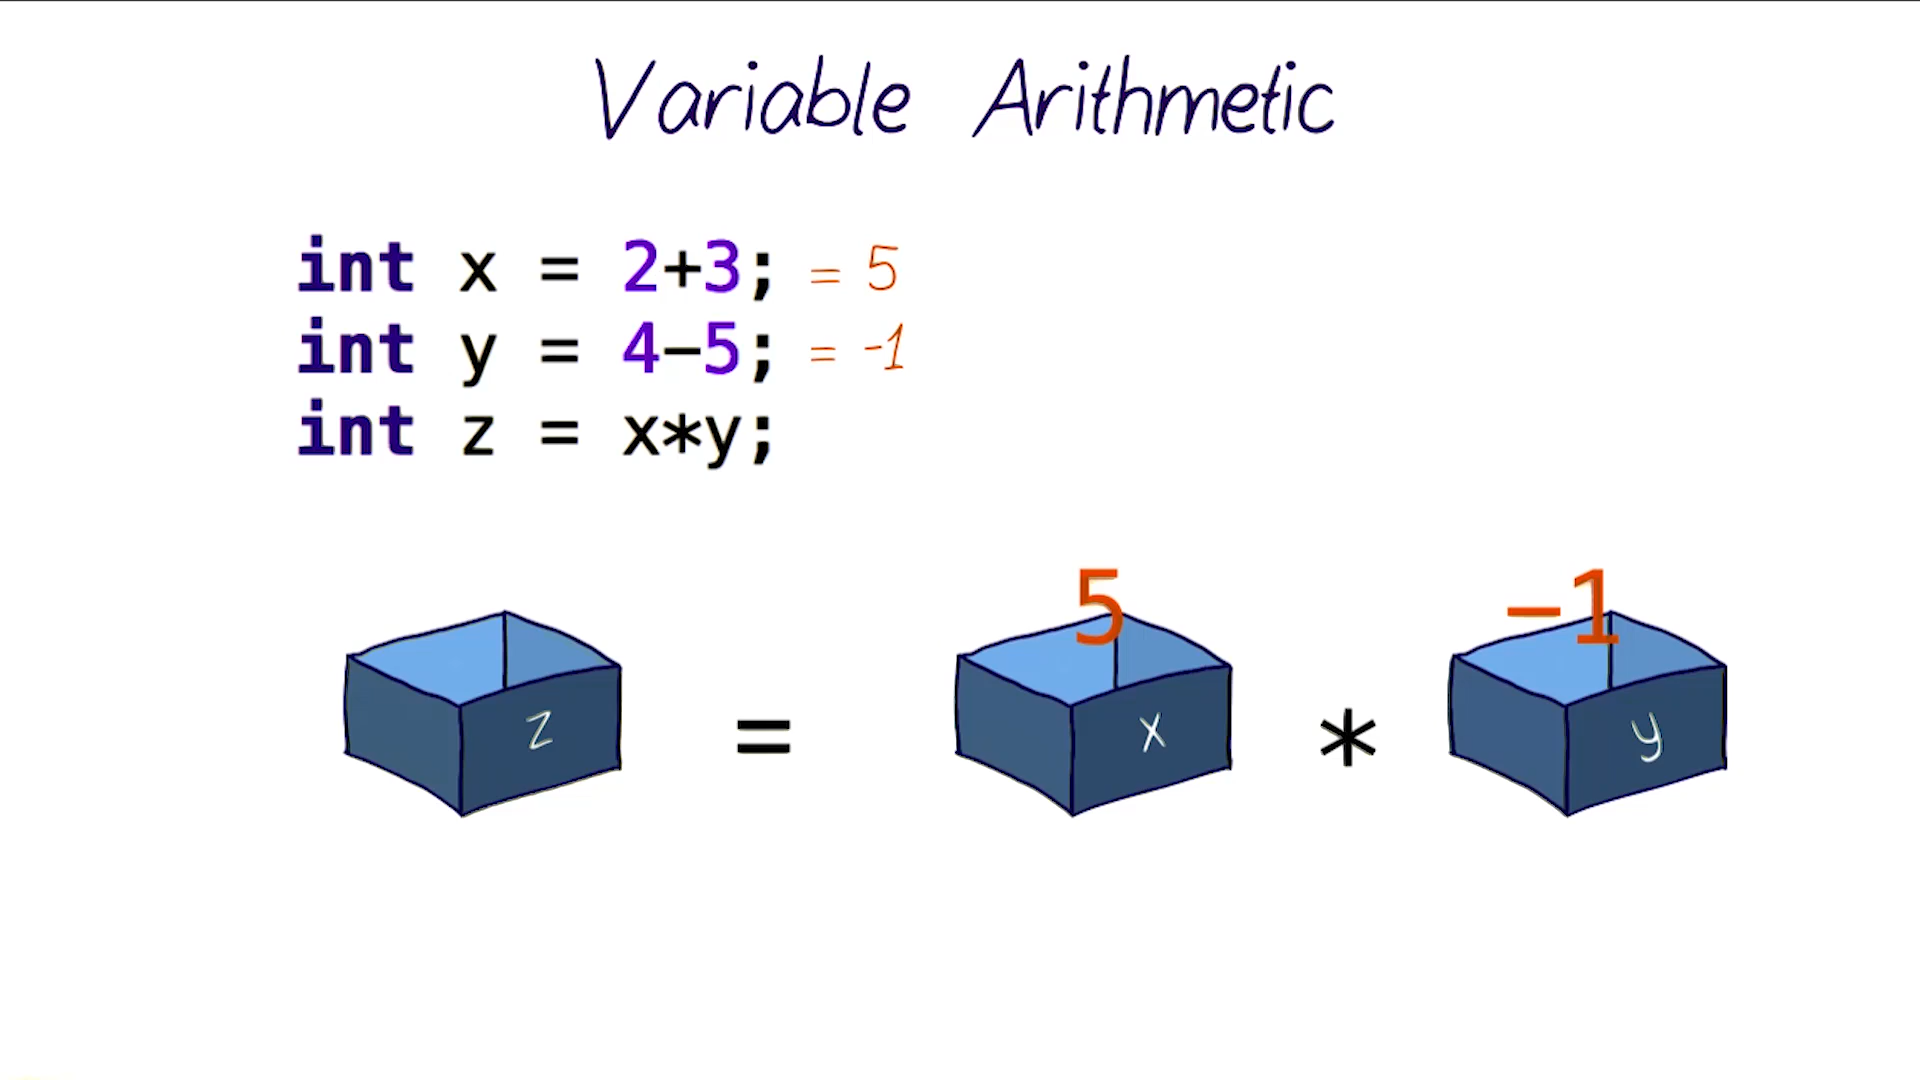 Variable Arithmetic
int x = 2+3; = 5
int y = 4−5; = -1
int z = x*y;
5 −1
z = x * y